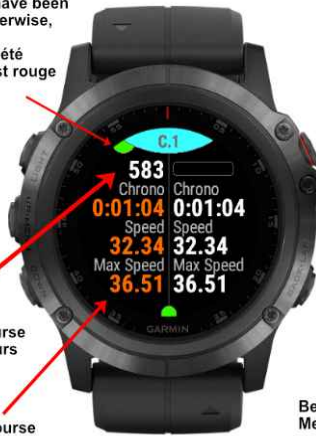 have been
erwise,
été
st rouge
C.1
583
Chrono Chrono
0:01:04 0:01:04
Speed Speed
32.34 32.34
Max Speed Max Speed
36.51 36.51
GARMIN
urse
urs
ourse
Be
Me